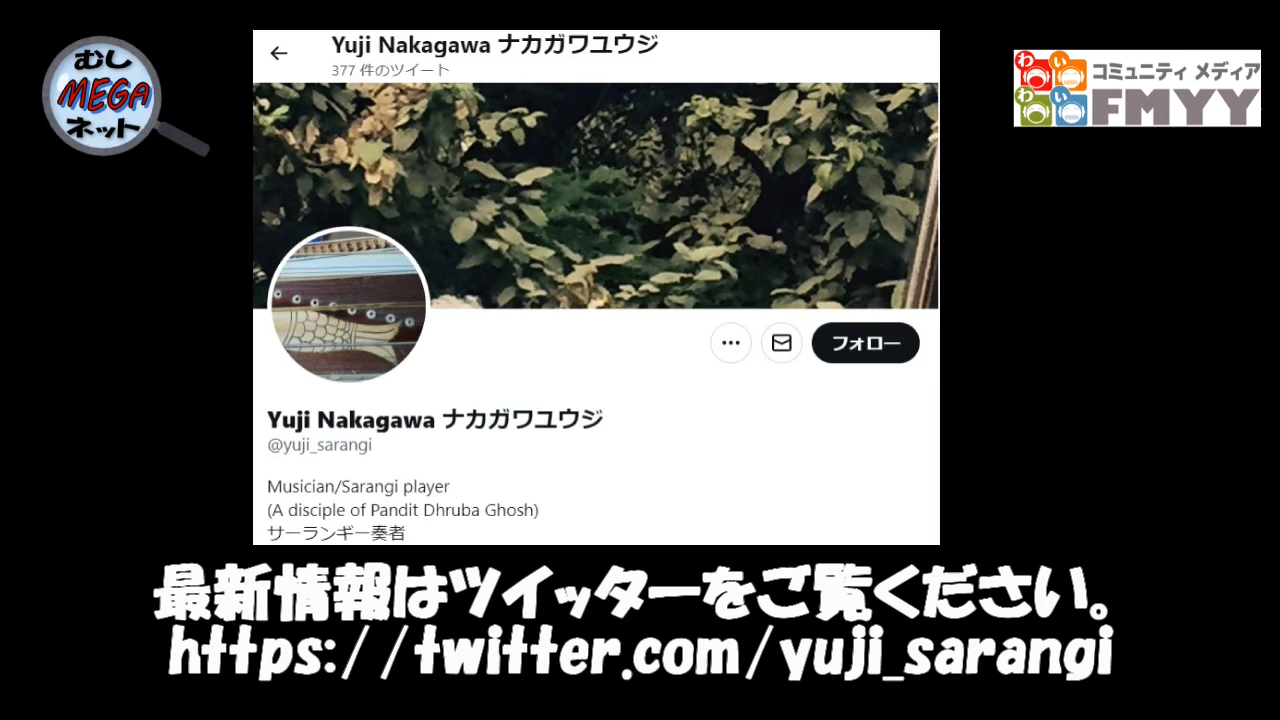 むし
MEGA
ネット
Yuji Nakagawa ナカガワユウジ
377 件のツイート
わい
わい
コミュニティ メディア
FMYY
フォロー
Yuji Nakagawa ナカガワユウジ
@yuji_sarangi
Musician/Sarangi player
(A disciple of Pandit Dhruba Ghosh)
サーランギー奏者
最新情報はツイッターをご覧ください。
https://twitter.com/yuji_sarangi